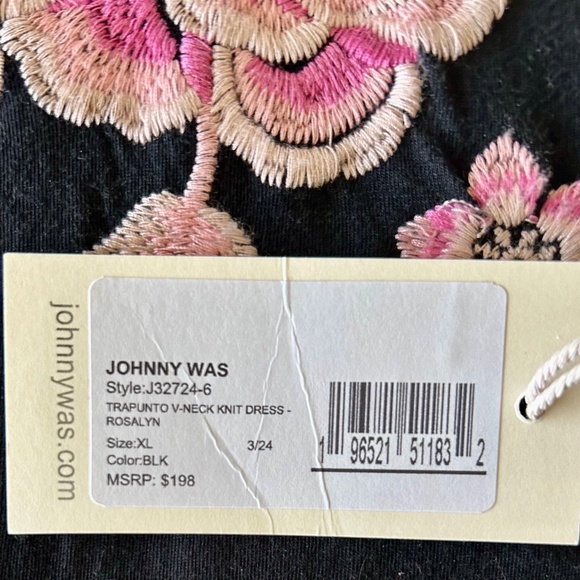 johnnywas.com
JOHNNY WAS
Style:J32724-6
TRAPUNTO V-NECK KNIT DRESS -
ROSALYN
Size:XL 3/24
Color:BLK
MSRP: $198
1 96521 51183 2